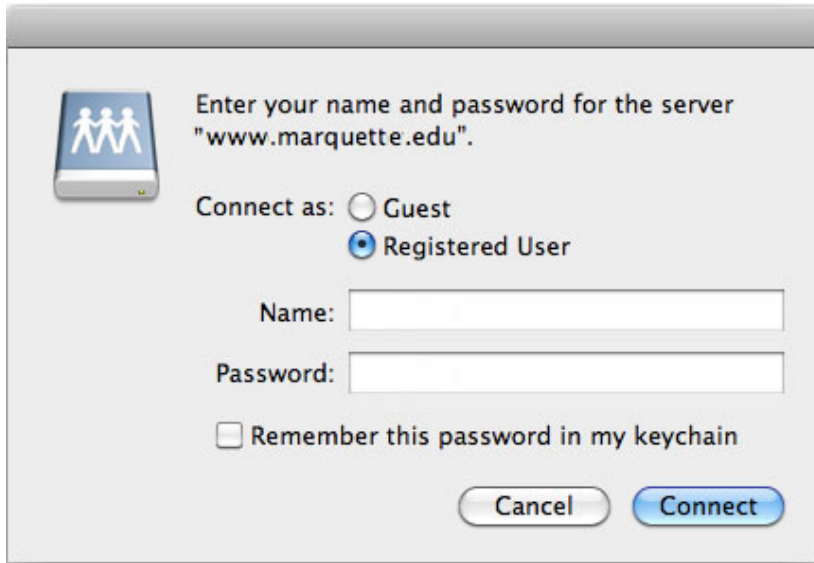 Enter your name and password for the server
"www.marquette.edu".
Connect as: Guest
Registered User
Name:
Password:
Remember this password in my keychain
Cancel Connect